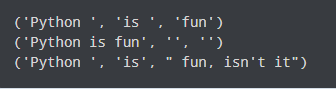 ('Python ', 'is ', 'fun')
('Python is fun', '', '')
('Python ', 'is', " fun, isn't it")